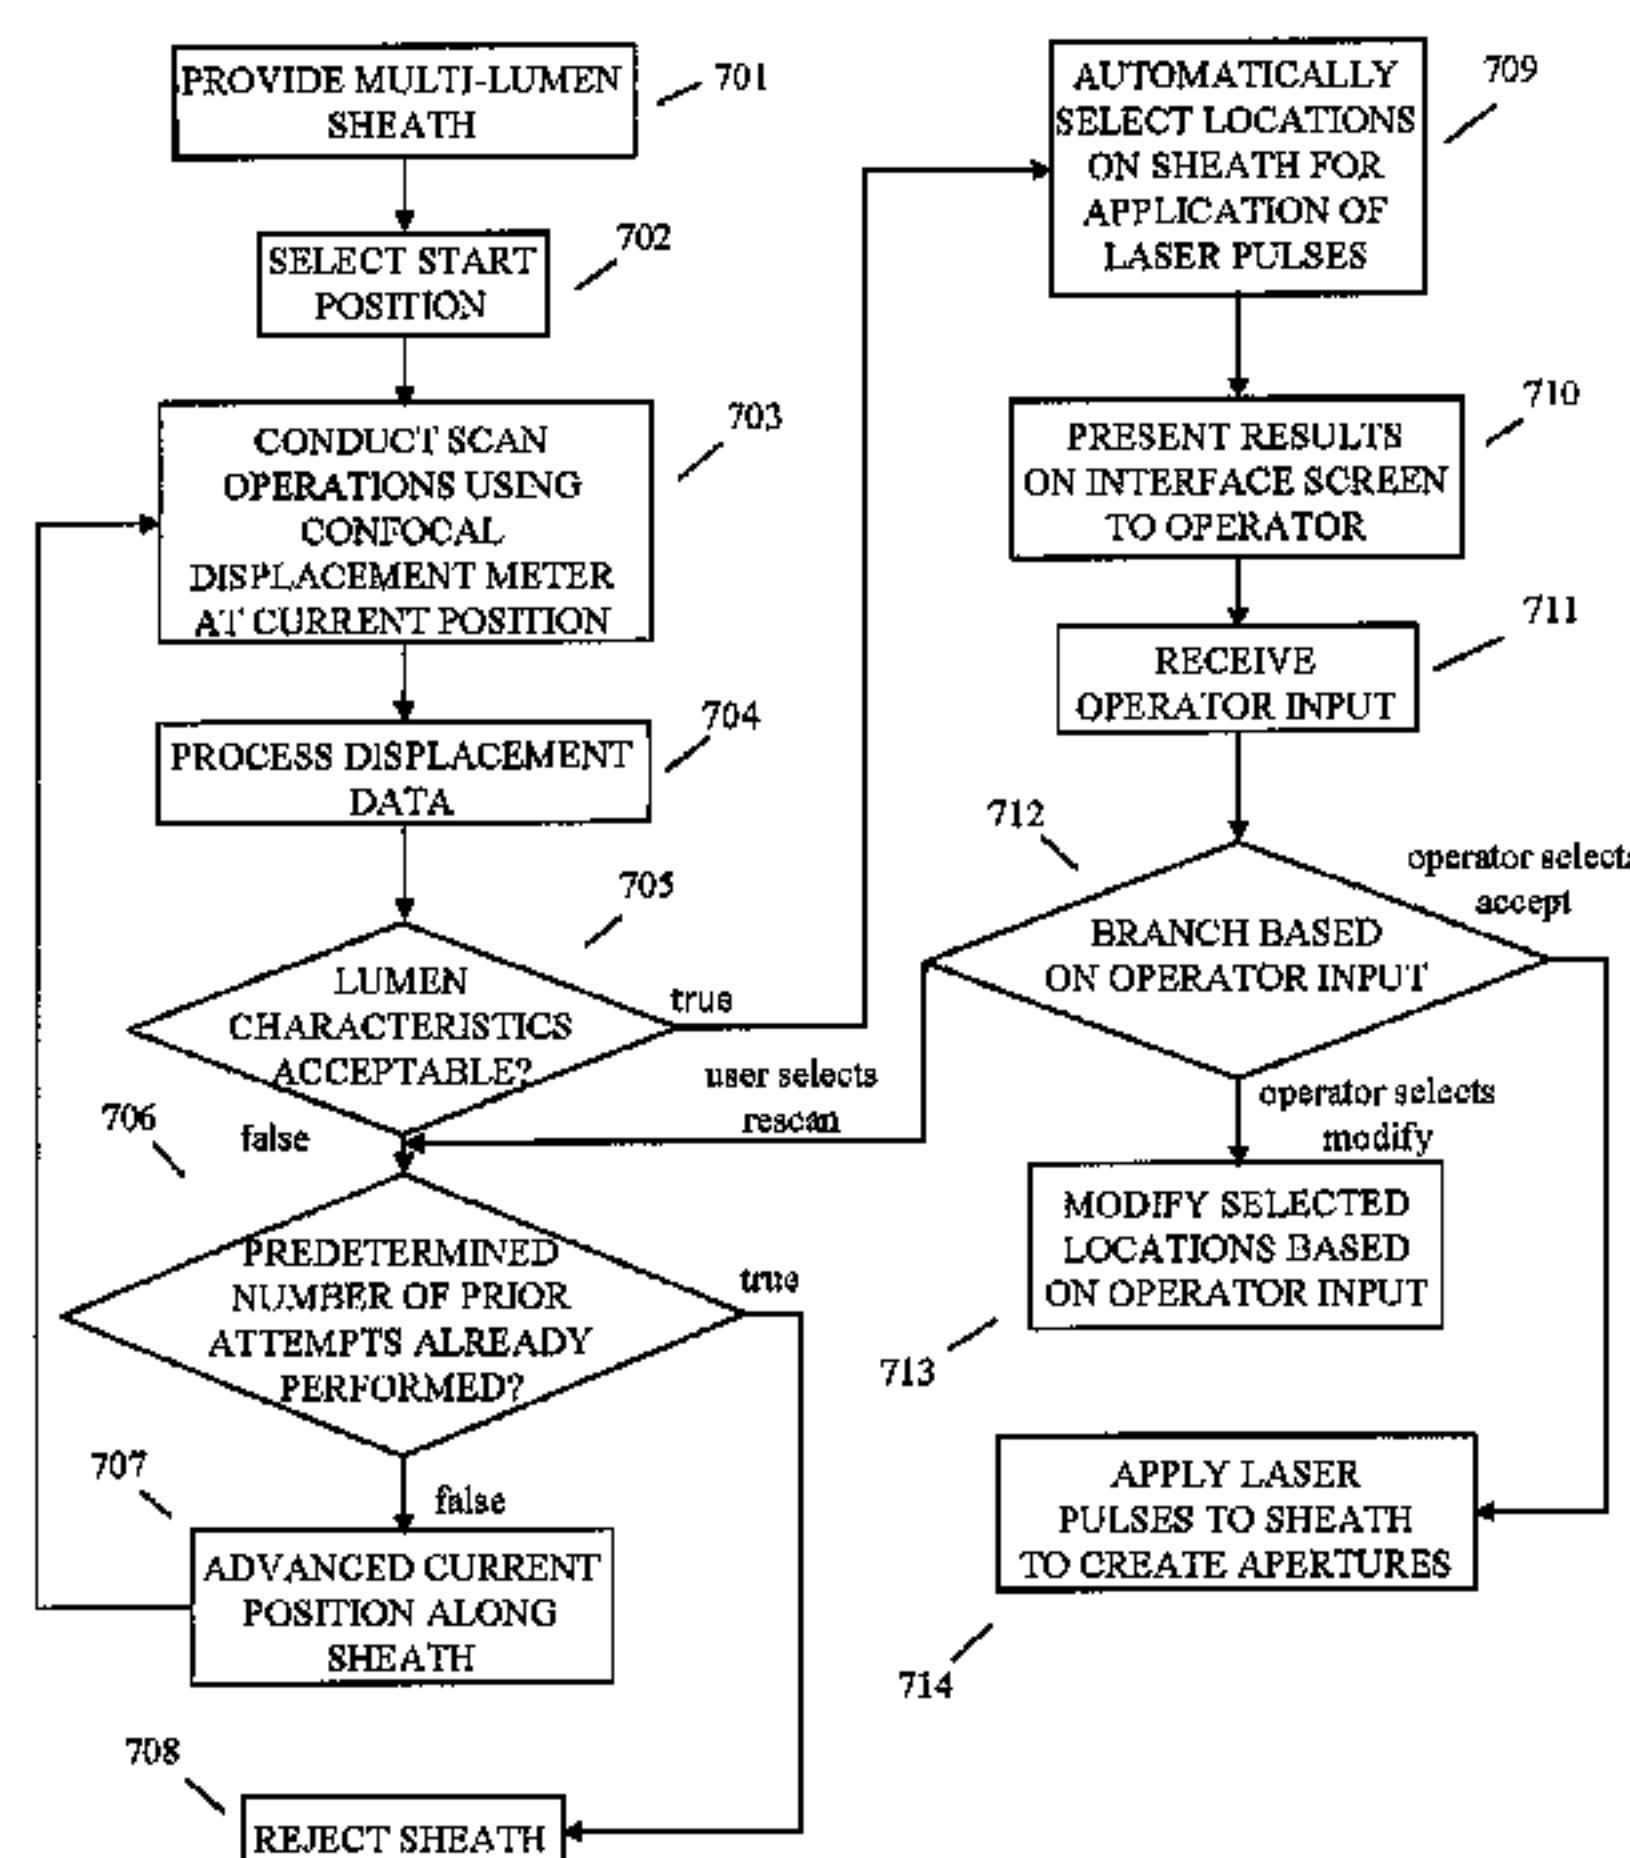 PROVIDE MULTI-LUMEN
SHEATH
701
SELECT START
POSITION
702
CONDUCT SCAN
OPERATIONS USING
CONFOCAL
DISPLACEMENT METER
AT CURRENT POSITION
703
PROCESS DISPLACEMENT
DATA
704
LUMEN
CHARACTERISTICS
ACCEPTABLE?
705
true
false
706
PREDETERMINED
NUMBER OF PRIOR
ATTEMPTS ALREADY
PERFORMED?
true
false
707
ADVANCED CURRENT
POSITION ALONG
SHEATH
708
REJECT SHEATH
AUTOMATICALLY
SELECT LOCATIONS
ON SHEATH FOR
APPLICATION OF
LASER PULSES
709
PRESENT RESULTS
ON INTERFACE SCREEN
TO OPERATOR
710
RECEIVE
OPERATOR INPUT
711
712
BRANCH BASED
ON OPERATOR INPUT
operator selects
accept
user selects
rescan
operator selects
modify
MODIFY SELECTED
LOCATIONS BASED
ON OPERATOR INPUT
713
APPLY LASER
PULSES TO SHEATH
TO CREATE APERTURES
714